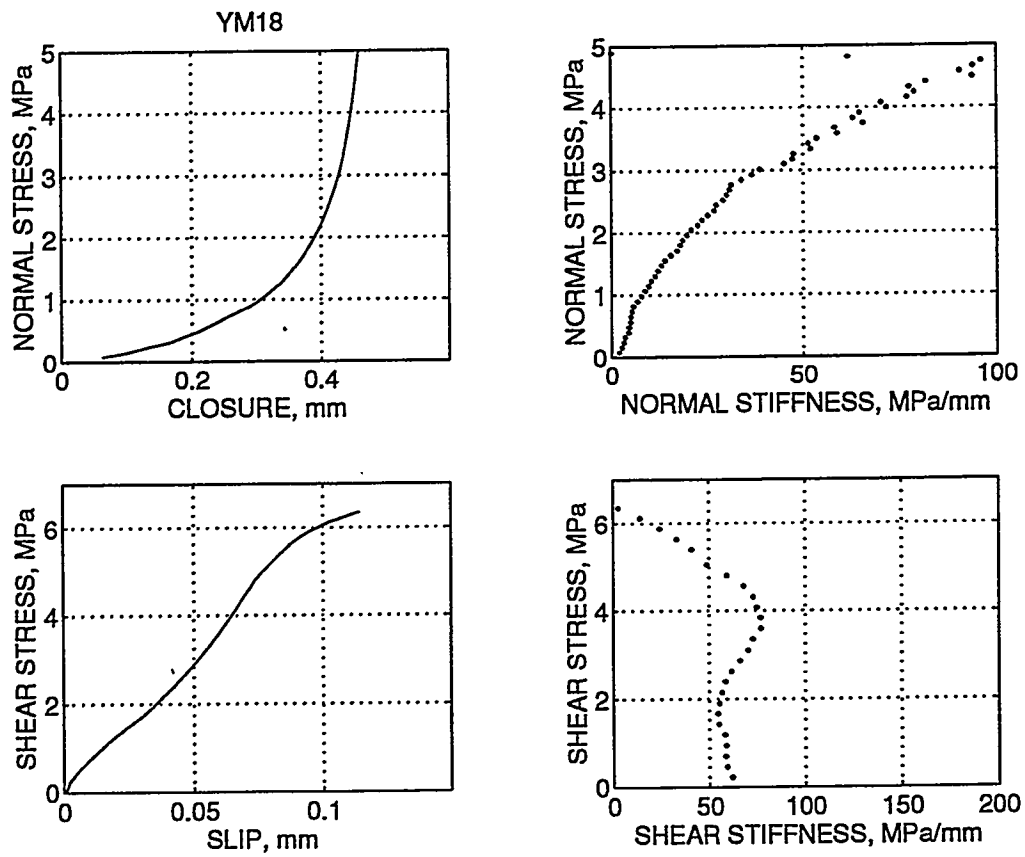 YM18
NORMAL STRESS, MPa
5
4
3
2
1
0
0 0.2 0.4
CLOSURE, mm
NORMAL STRESS, MPa
5
4
3
2
1
0
0 50 100
NORMAL STIFFNESS, MPa/mm
SHEAR STRESS, MPa
6
4
2
0
0 0.05 0.1
SLIP, mm
SHEAR STRESS, MPa
6
4
2
0
0 50 100 150 200
SHEAR STIFFNESS, MPa/mm